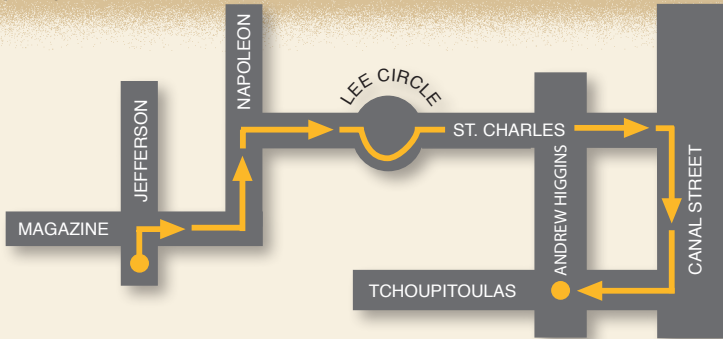 JEFFERSON
MAGAZINE
NAPOLEON
LEE CIRCLE
ST. CHARLES
ANDREW HIGGINS
CANAL STREET
TCHOUPITOULAS